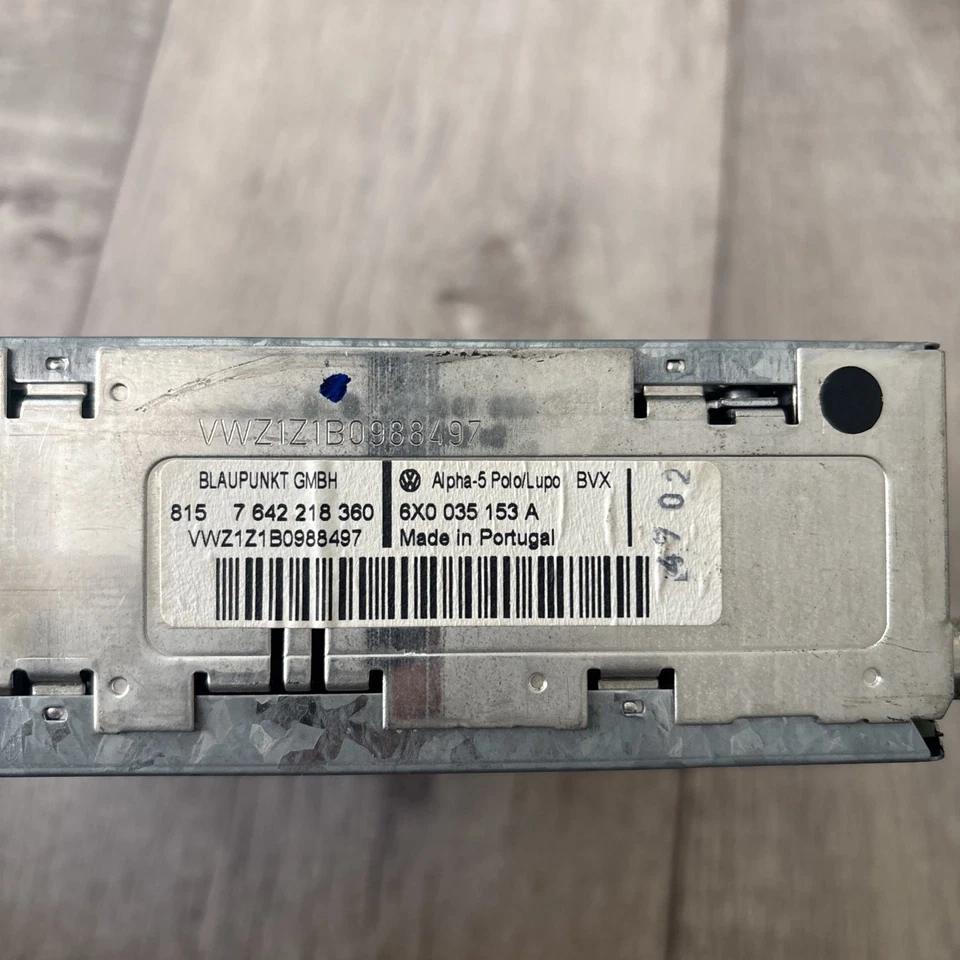 VWZ1Z1B0988497
BLAUPUNKT GMBH
815 7 642 218 360
VWZ1Z1B0988497
VW Alpha-5 Polo/Lupo BVX
6X0 035 153 A
Made in Portugal
02